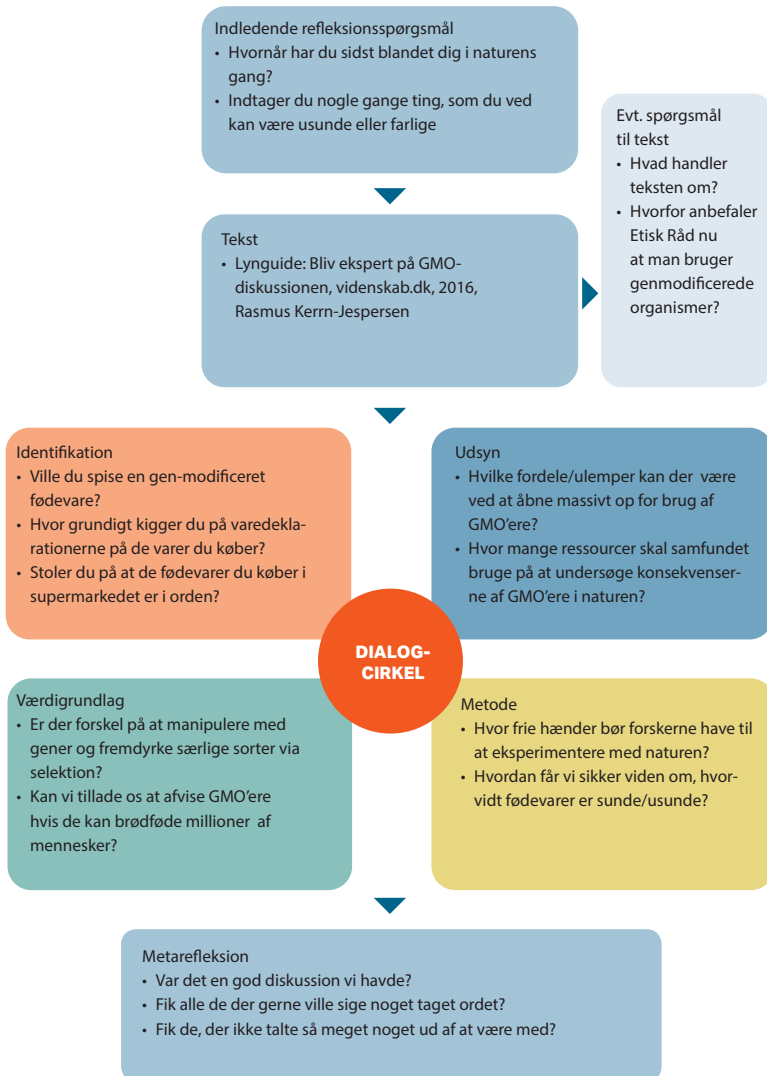 Indledende refleksionsspørgsmål
• Hvornår har du sidst blandet dig i naturens
gang?
• Indtager du nogle gange ting, som du ved
kan være usunde eller farlige
Evt. spørgsmål
til tekst
• Hvad handler
teksten om?
• Hvorfor anbefaler
Etisk Råd nu
at man bruger
genmodificerede
organismer?
Tekst
• Lynguide: Bliv ekspert på GMO-
diskussionen, videnskab.dk, 2016,
Rasmus Kerrn-Jespersen
Identifikation
• Ville du spise en gen-modificeret
fødevare?
• Hvor grundigt kigger du på varedekla-
rationerne på de varer du køber?
• Stoler du på at de fødevarer du køber i
supermarkedet er i orden?
Udsyn
• Hvilke fordele/ulemper kan der være
ved at åbne massivt op for brug af
GMO'ere?
• Hvor mange ressourcer skal samfundet
bruge på at undersøge konsekvenser-
ne af GMO'ere i naturen?
DIALOG-
CIRKEL
Værdigrundlag
• Er der forskel på at manipulere med
gener og fremdyrke særlige sorter via
selektion?
• Kan vi tillade os at afvise GMO'ere
hvis de kan brødføde millioner af
mennesker?
Metode
• Hvor frie hænder bør forskerne have til
at eksperimentere med naturen?
• Hvordan får vi sikker viden om, hvor-
vidt fødevarer er sunde/usunde?
Metarefleksion
• Var det en god diskussion vi havde?
• Fik alle de der gerne ville sige noget taget ordet?
• Fik de, der ikke talte så meget noget ud af at være med?